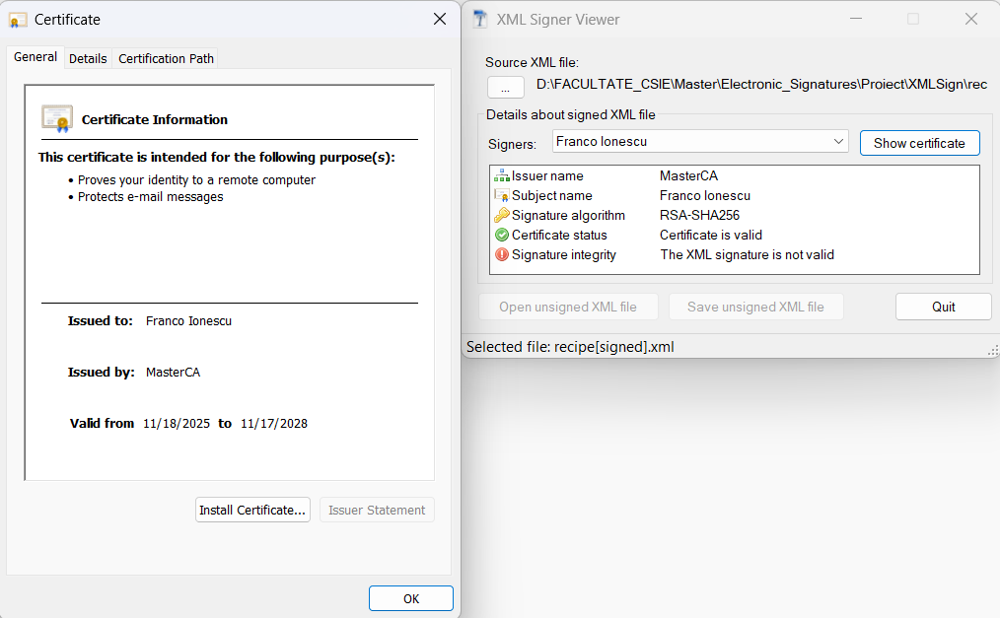 Certificate
General Details Certification Path
Certificate Information
This certificate is intended for the following purpose(s):
• Proves your identity to a remote computer
• Protects e-mail messages
Issued to: Franco Ionescu
Issued by: MasterCA
Valid from 11/18/2025 to 11/17/2028
Install Certificate... Issuer Statement
OK
XML Signer Viewer
Source XML file:
... D:\FACULTATE_CSIE\Master\Electronic_Signatures\Proiect\XMLSign\rec
Details about signed XML file
Signers: Franco Ionescu Show certificate
Issuer name MasterCA
Subject name Franco Ionescu
Signature algorithm RSA-SHA256
Certificate status Certificate is valid
Signature integrity The XML signature is not valid
Open unsigned XML file Save unsigned XML file Quit
Selected file: recipe[signed].xml